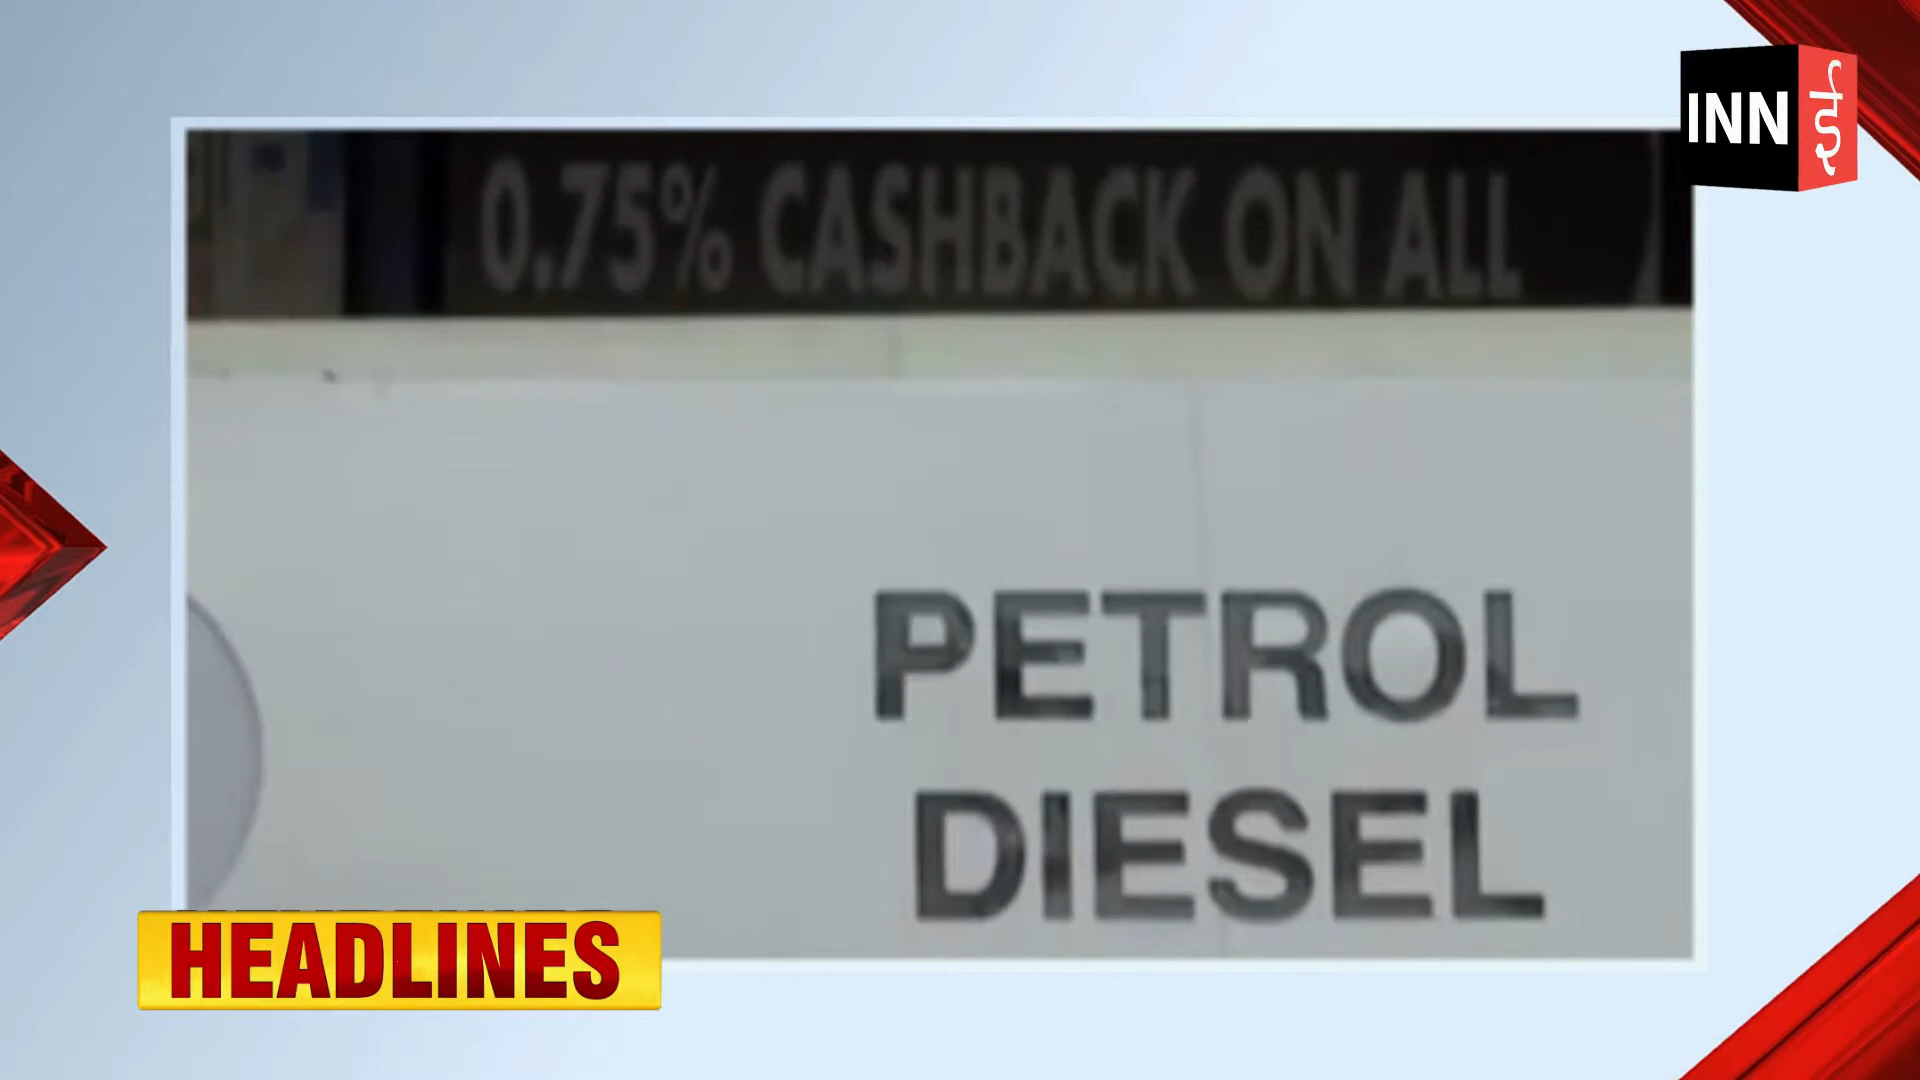 INN ई
0.75% CASHBACK ON ALL
PETROL
DIESEL
HEADLINES